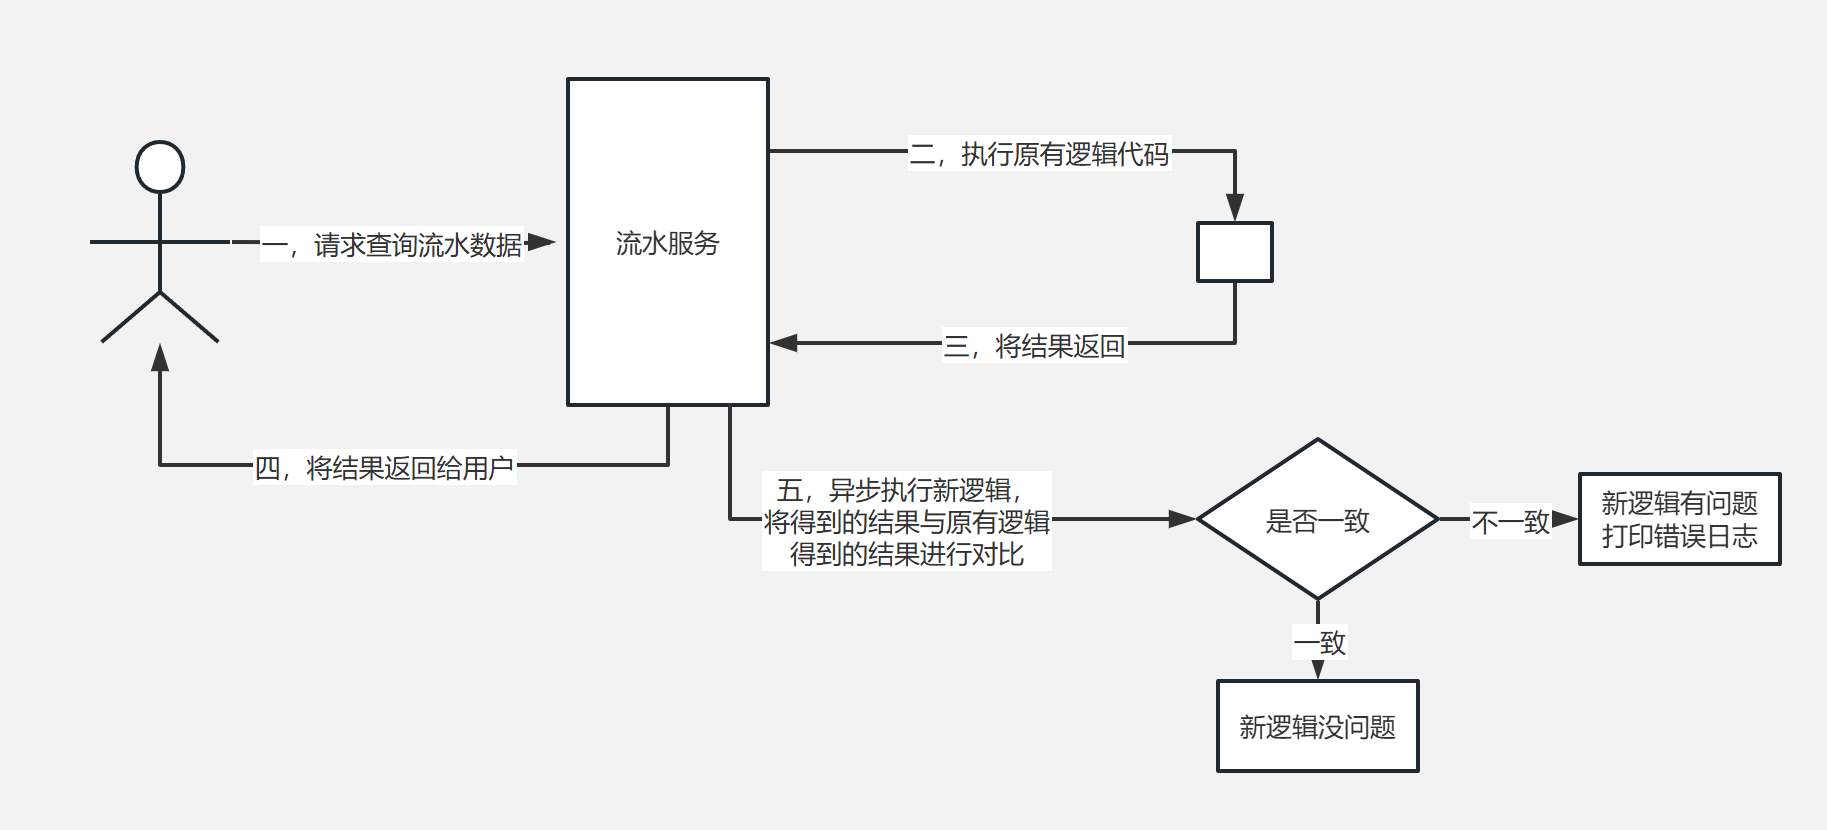 二，执行原有逻辑代码
一，请求查询流水数据
流水服务
三，将结果返回
四，将结果返回给用户
五，异步执行新逻辑，
将得到的结果与原有逻辑
得到的结果进行对比
是否一致
不一致
新逻辑有问题
打印错误日志
一致
新逻辑没问题